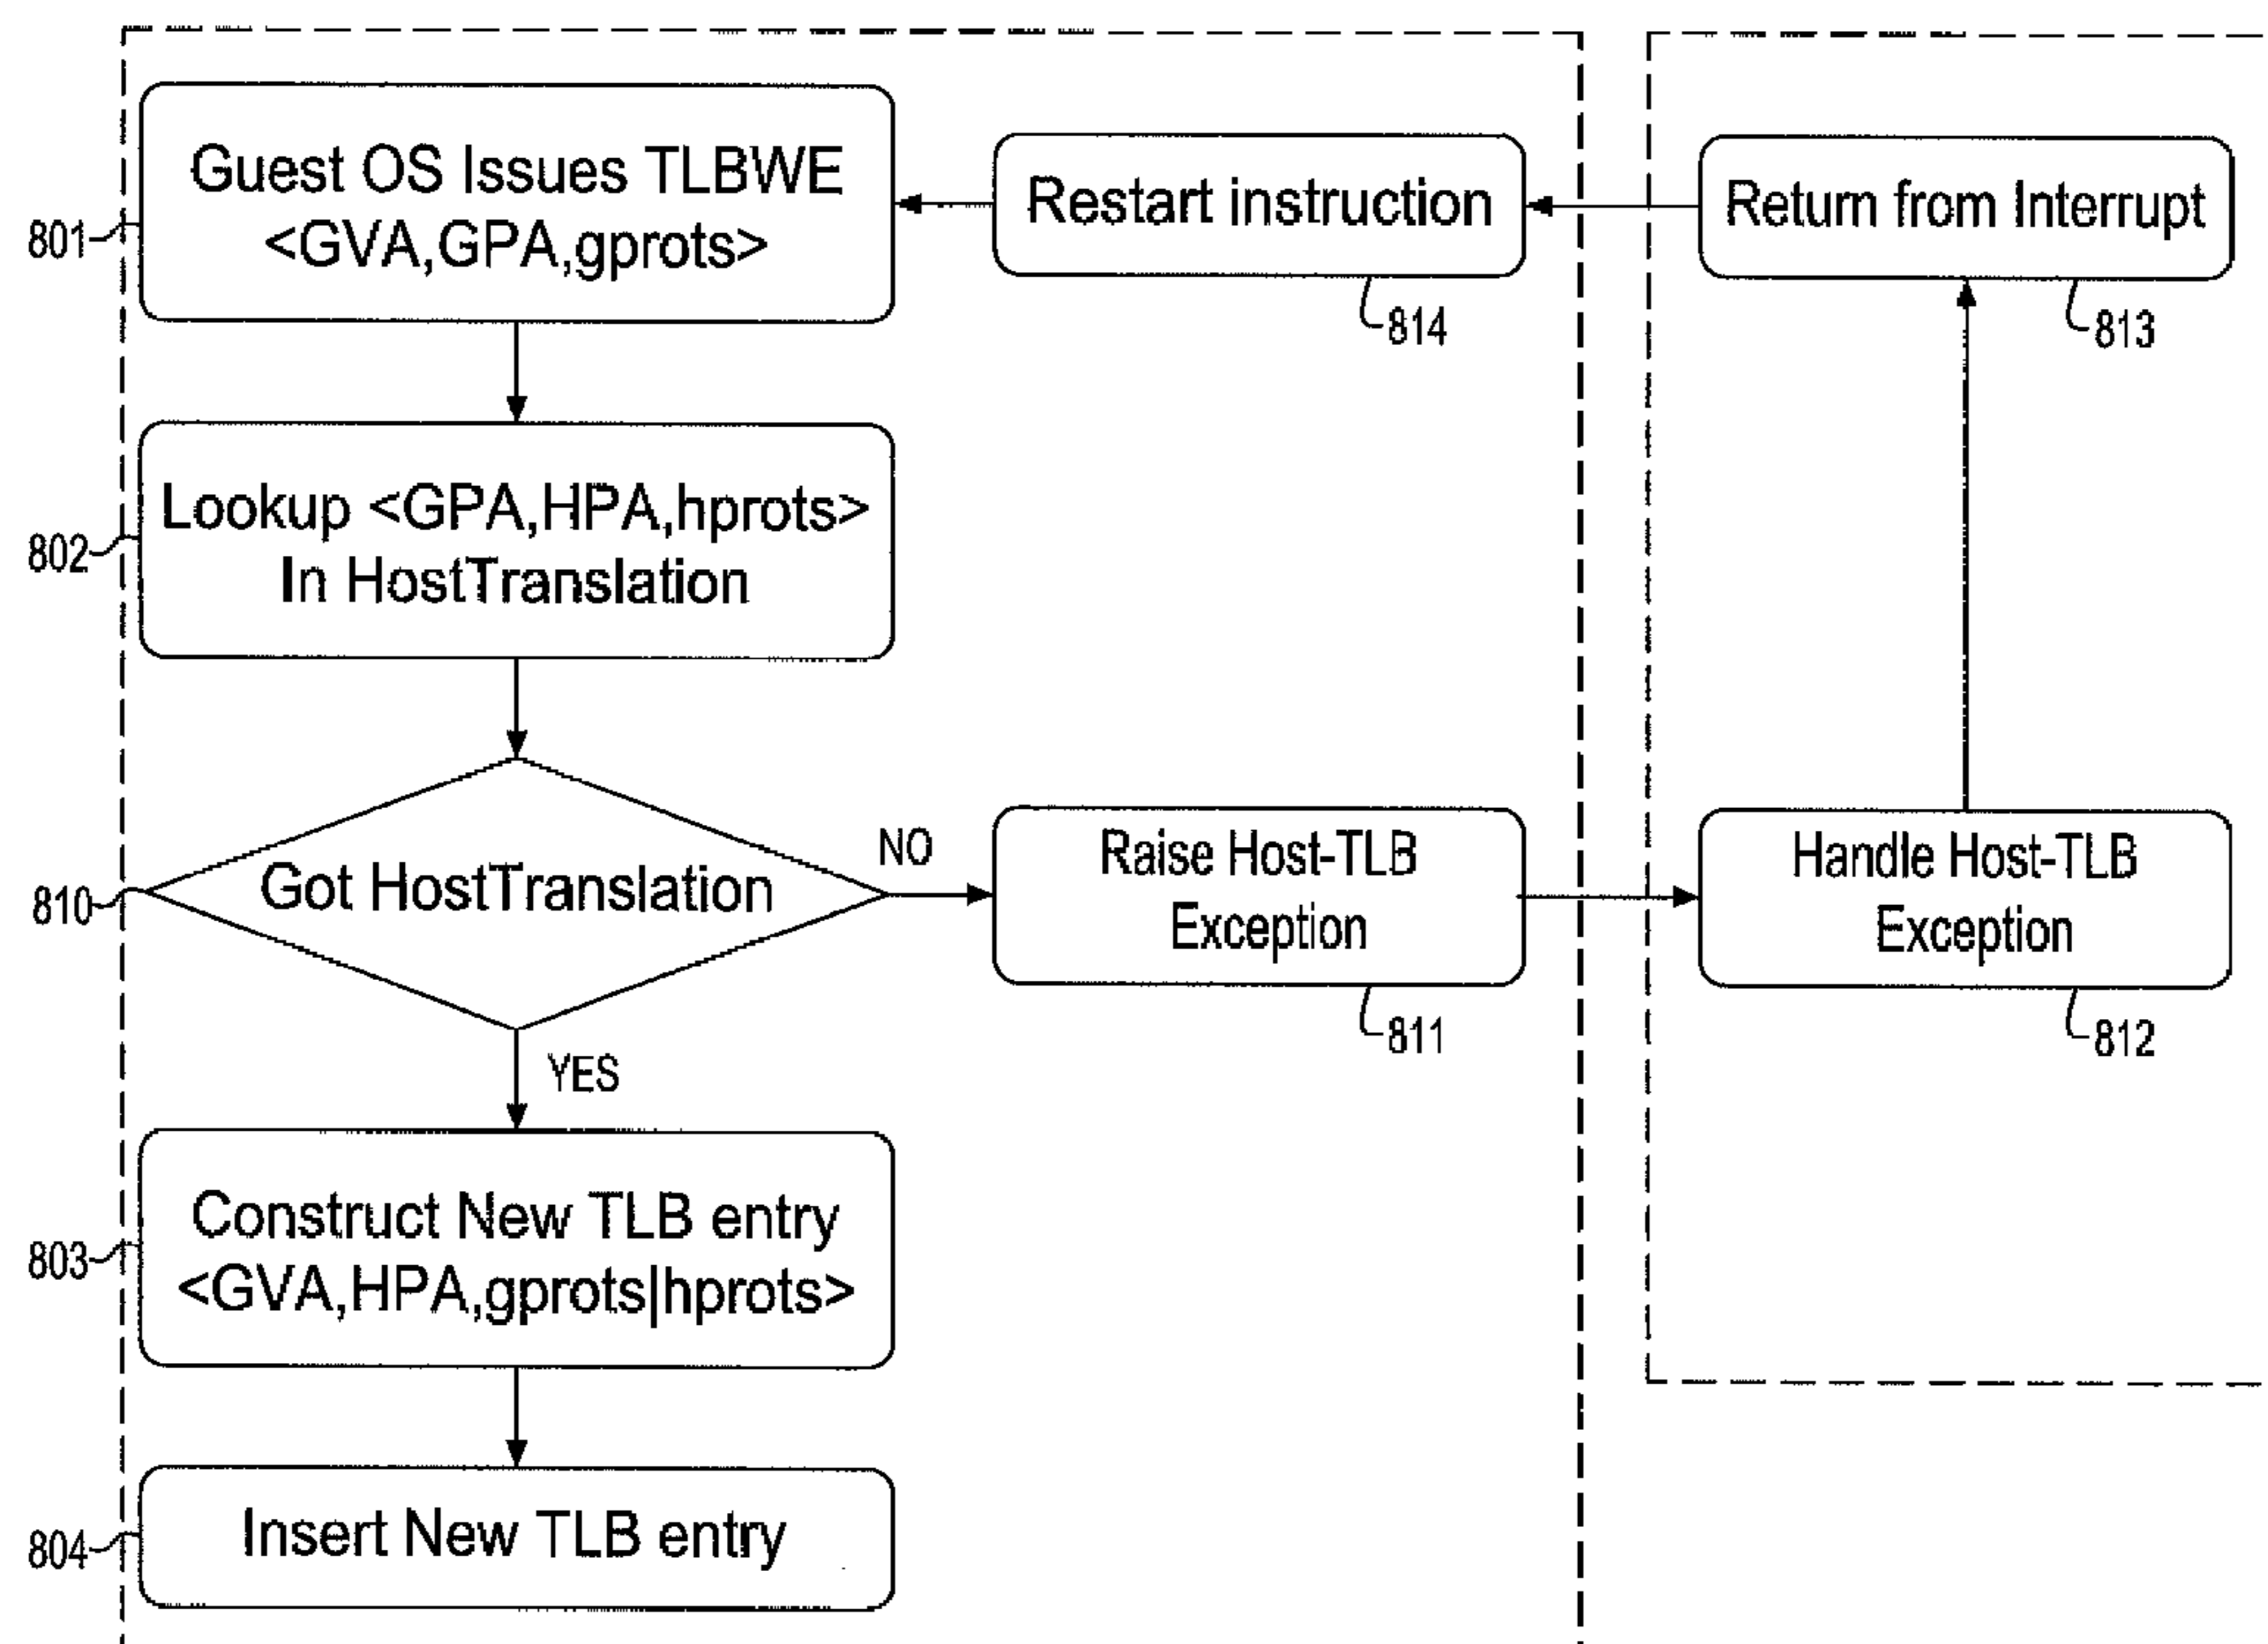 Guest OS Issues TLBWE
<GVA,GPA,gprots>
801
Restart instruction
814
Return from Interrupt
813
Lookup <GPA,HPA,hprots>
In HostTranslation
802
Got HostTranslation
810
NO
YES
Raise Host-TLB
Exception
811
Handle Host-TLB
Exception
812
Construct New TLB entry
<GVA,HPA,gprots|hprots>
803
Insert New TLB entry
804